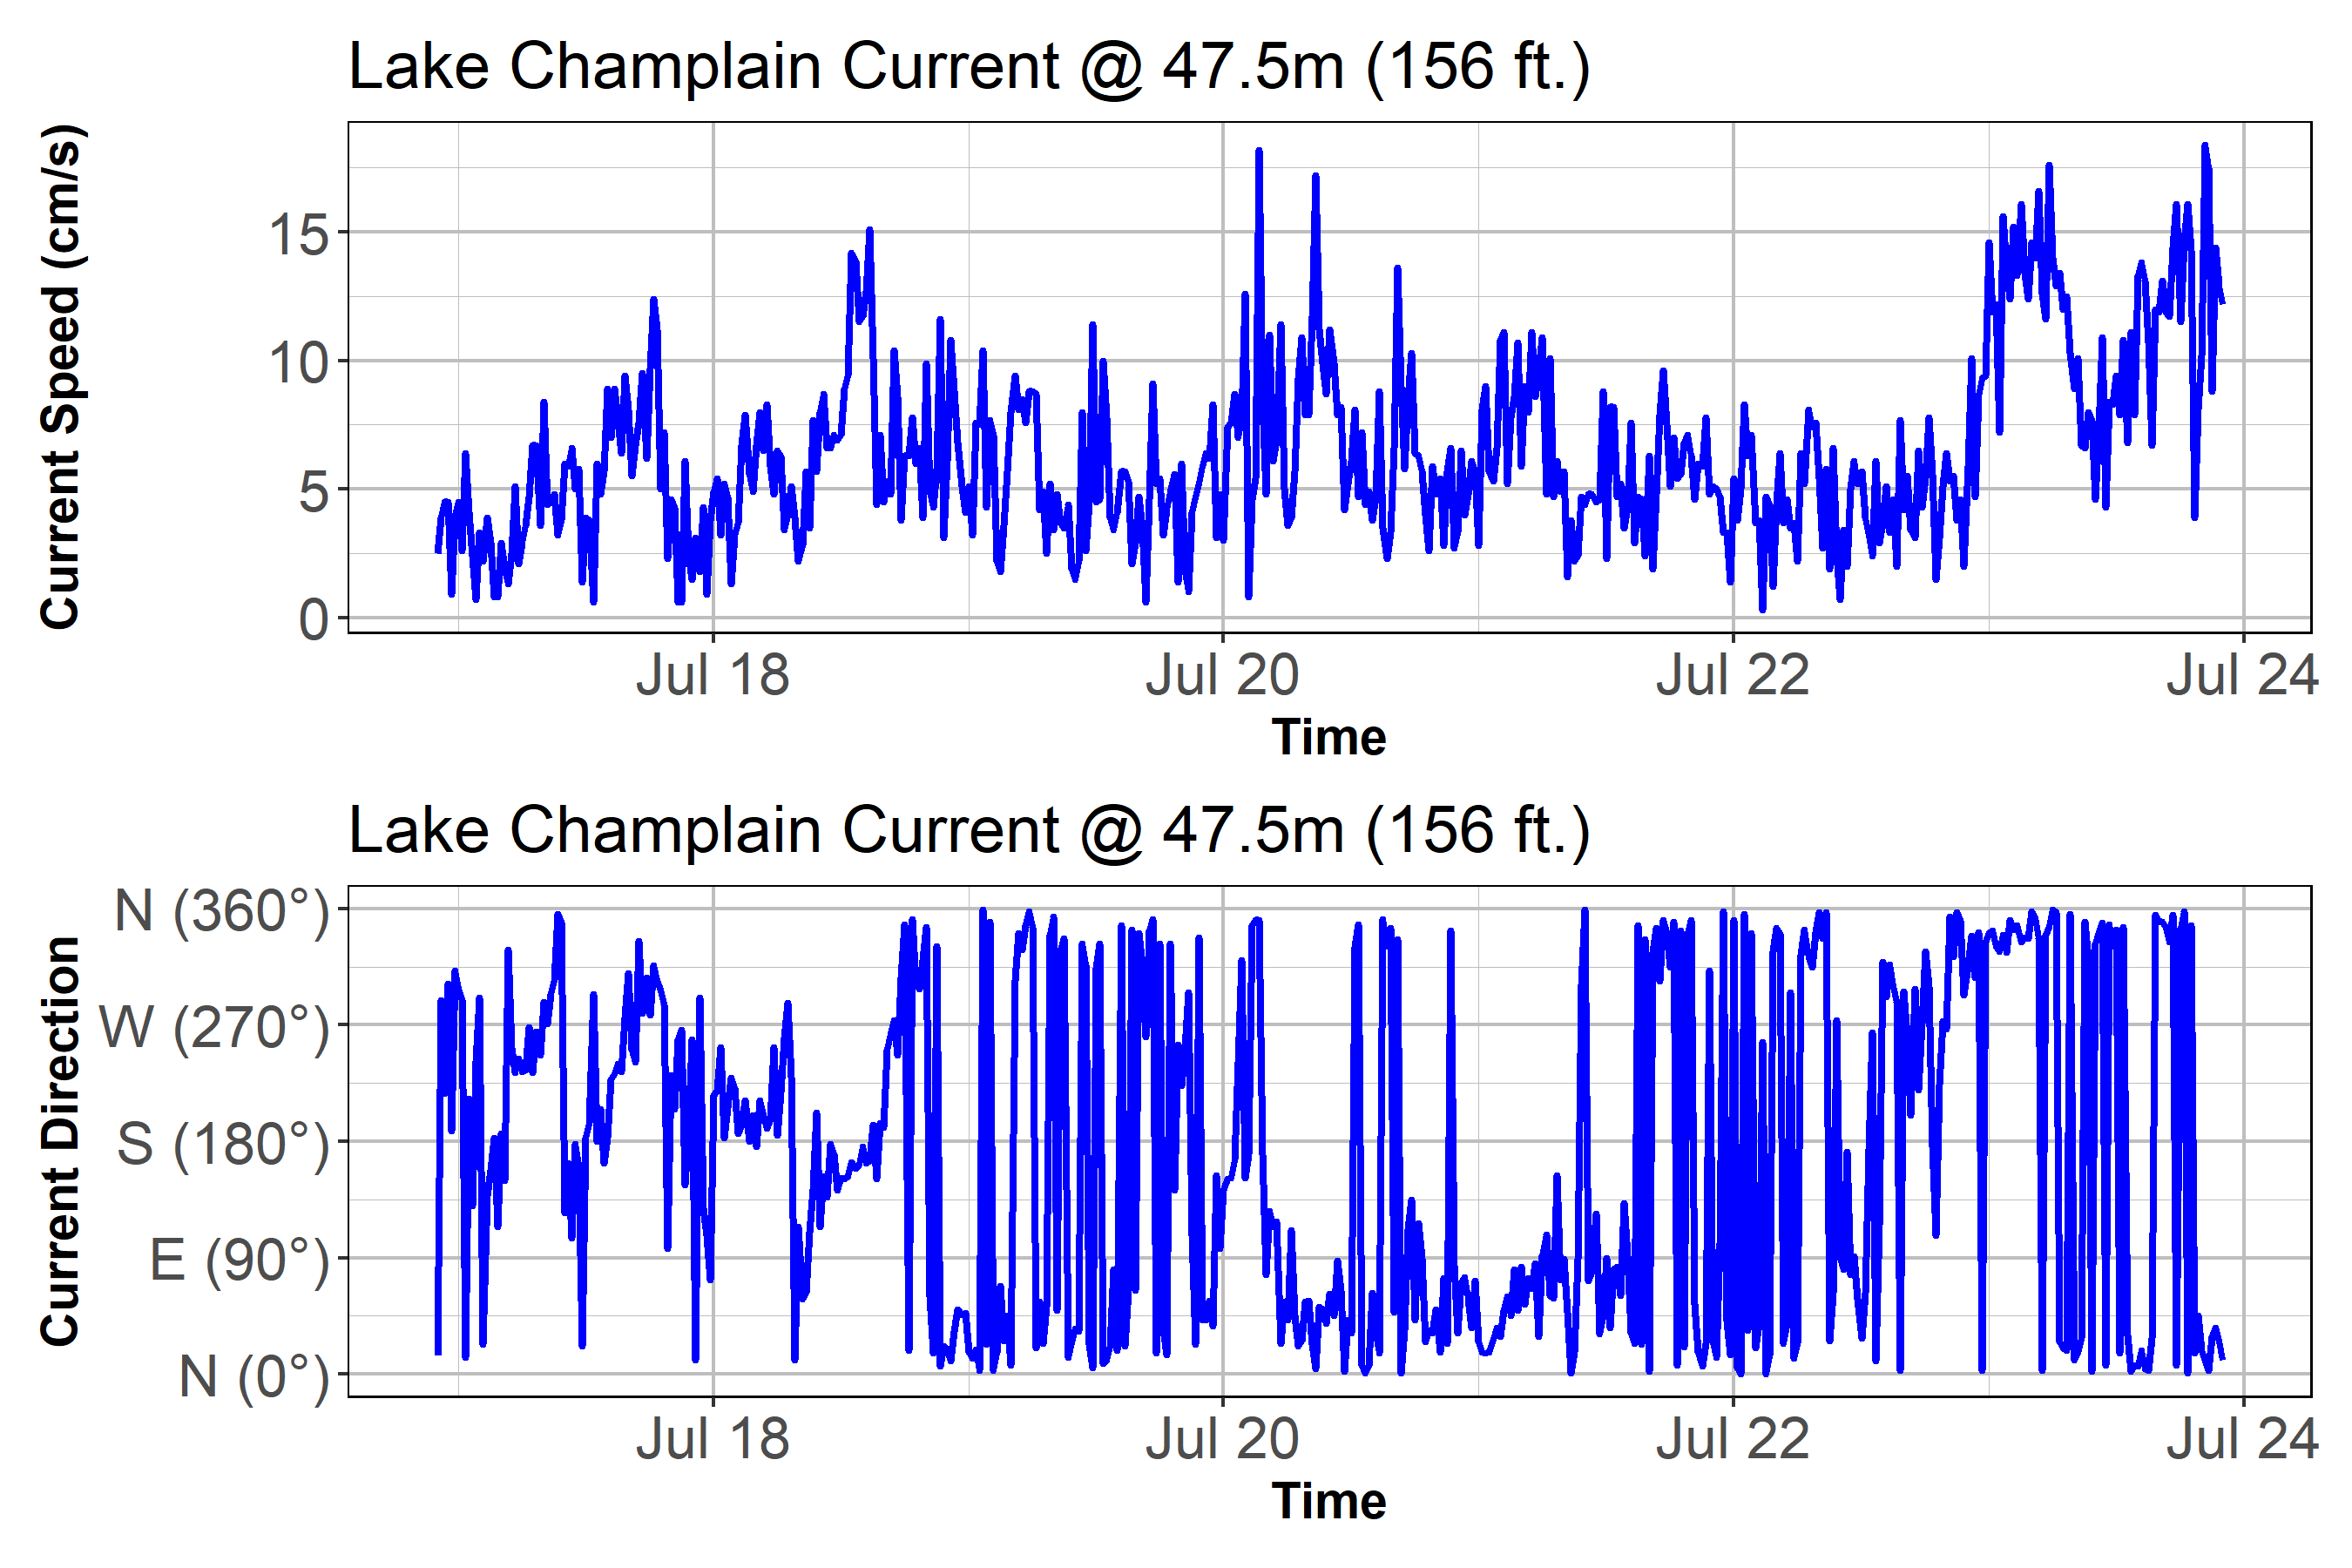 Lake Champlain Current @ 47.5m (156 ft.)
Current Speed (cm/s)
15
10
5
0
Jul 18 Jul 20 Jul 22 Jul 24
Time
Lake Champlain Current @ 47.5m (156 ft.)
Current Direction
N (360°)
W (270°)
S (180°)
E (90°)
N (0°)
Jul 18 Jul 20 Jul 22 Jul 24
Time